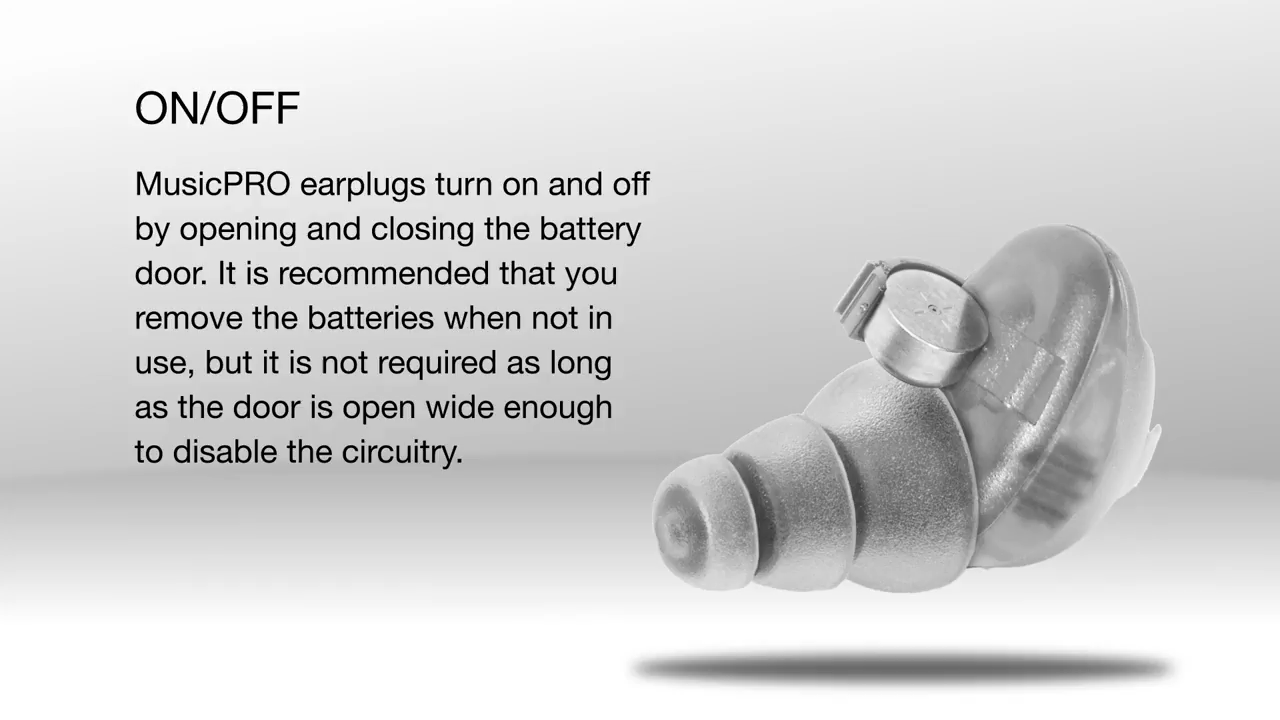 ON/OFF
MusicPRO earplugs turn on and off
by opening and closing the battery
door. It is recommended that you
remove the batteries when not in
use, but it is not required as long
as the door is open wide enough
to disable the circuitry.